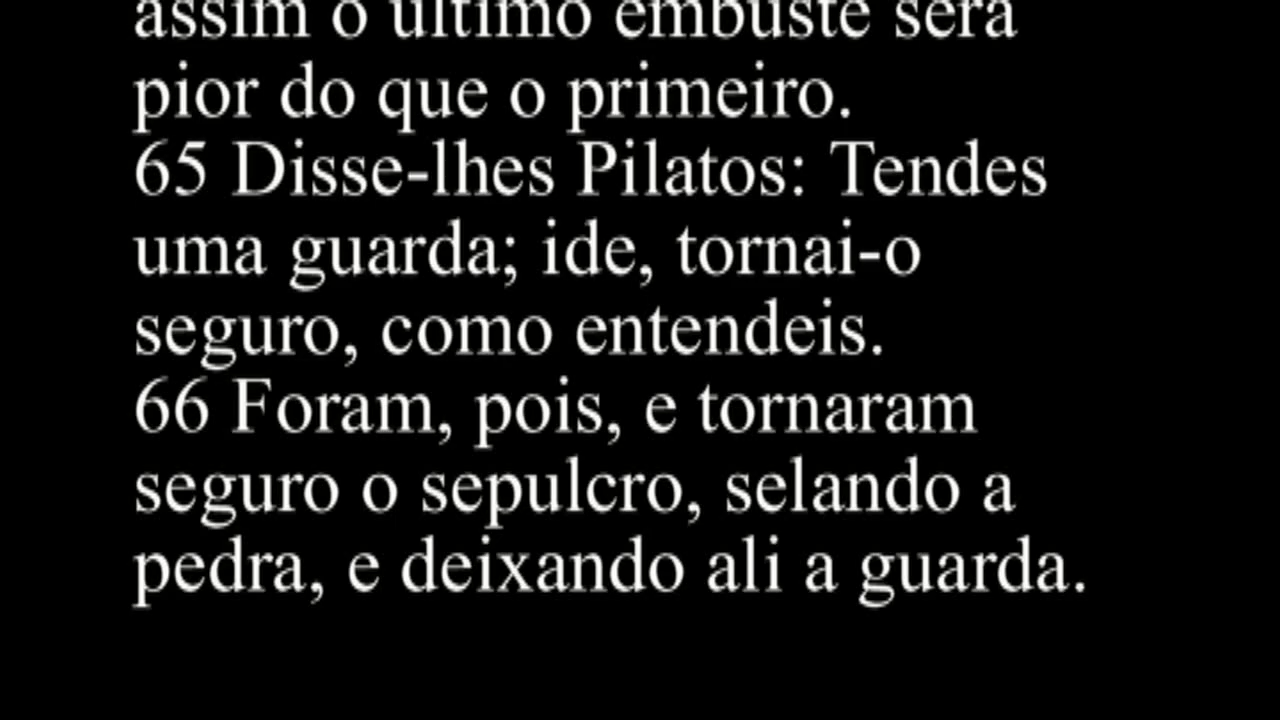 assim o último embuste será
pior do que o primeiro.
65 Disse-lhes Pilatos: Tendes
uma guarda; ide, tornai-o
seguro, como entendeis.
66 Foram, pois, e tornaram
seguro o sepulcro, selando a
pedra, e deixando ali a guarda.